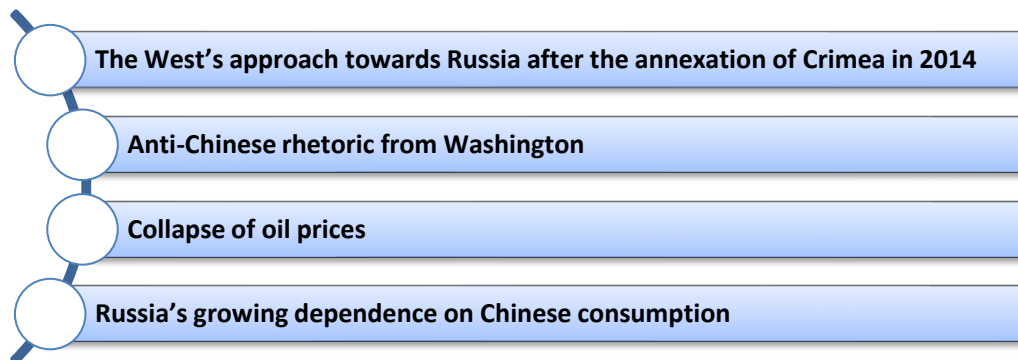 The West’s approach towards Russia after the annexation of Crimea in 2014
Anti-Chinese rhetoric from Washington
Collapse of oil prices
Russia’s growing dependence on Chinese consumption